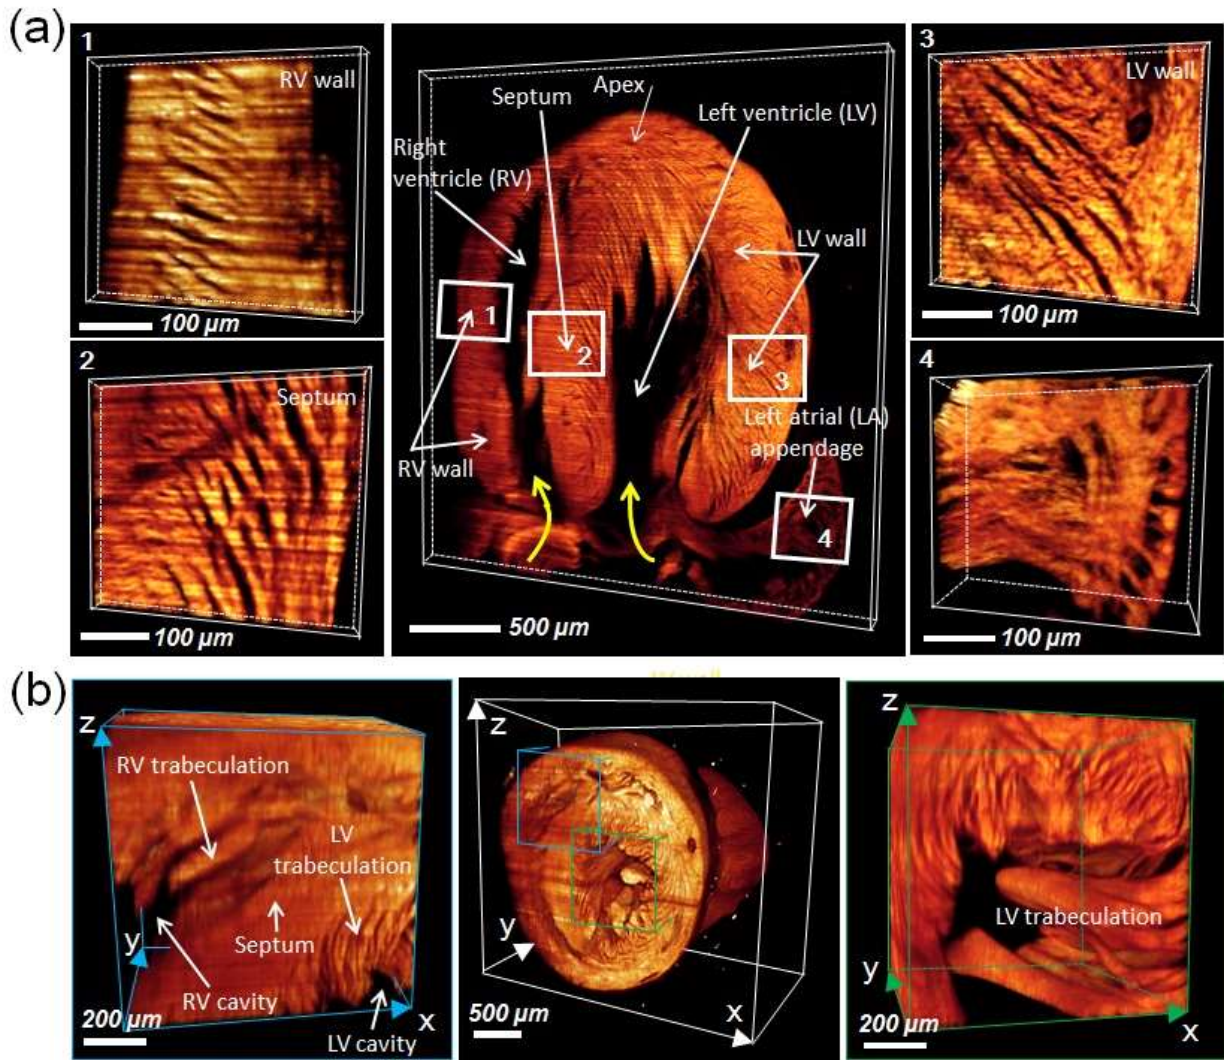 (a)
1
RV wall
100 µm
2
Septum
100 µm
Septum
Apex
Left ventricle (LV)
Right
ventricle (RV)
LV wall
1
2
3
Left atrial (LA)
appendage
RV wall
4
500 µm
3
LV wall
100 µm
4
100 µm
(b)
z
RV trabeculation
LV
trabeculation
Septum
y
RV cavity
x
200 µm
LV cavity
z
y
500 µm
x
z
LV trabeculation
y
200 µm
x